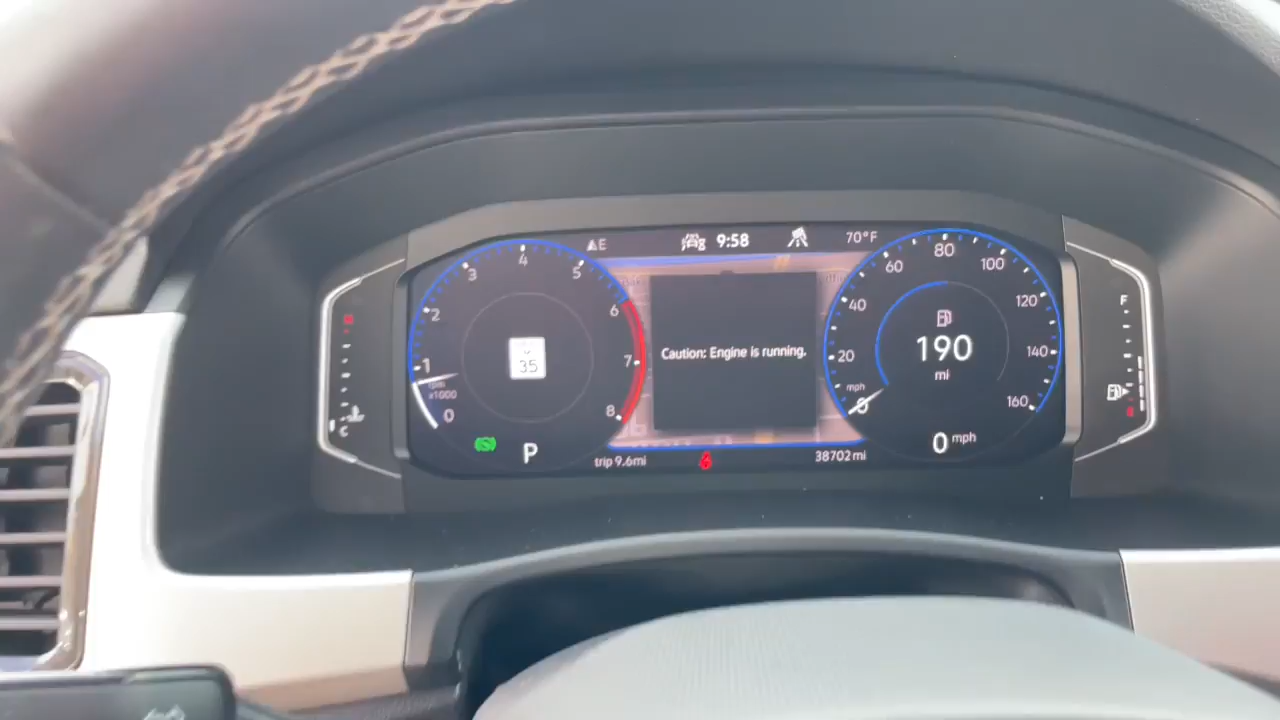 E
9:58
70°F
0
1
2
3
4
5
6
7
8
rpm
x1000
35
P
Caution: Engine is running.
0
20
40
60
80
100
120
140
160
mph
190
mi
0 mph
trip 9.6mi
38702mi
C
F